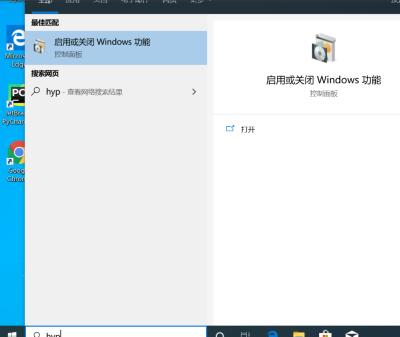 最佳匹配
启用或关闭 Windows 功能
控制面板
搜索网页
hyp - 查看网络搜索结果
启用或关闭 Windows 功能
控制面板
打开
Edge
PC
hyp